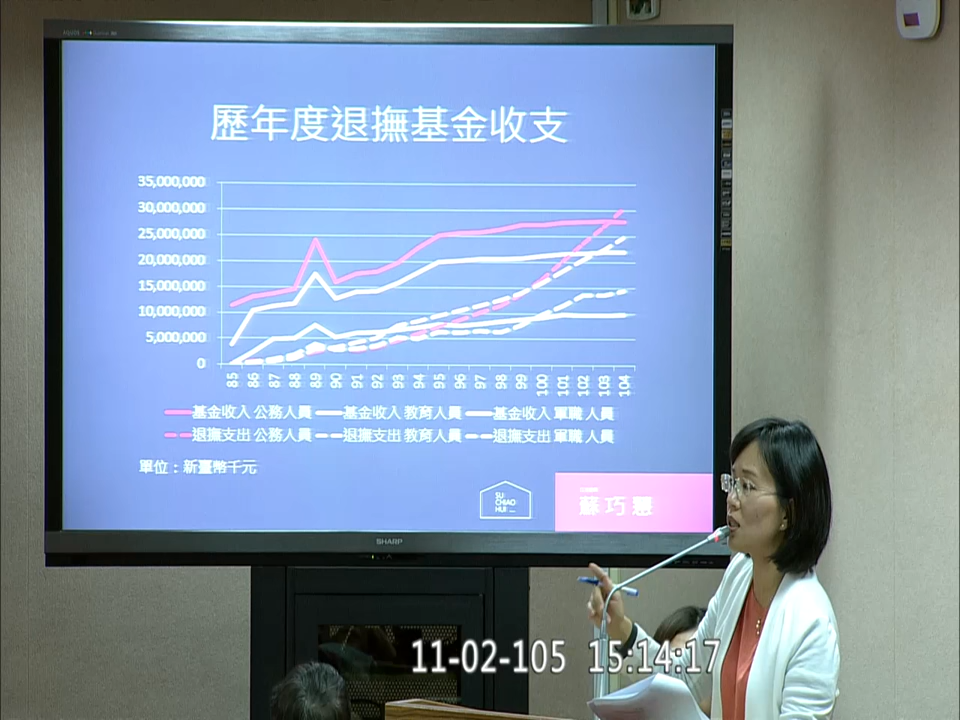 歷年度退撫基金收支
35,000,000
30,000,000
25,000,000
20,000,000
15,000,000
10,000,000
5,000,000
0
85 86 87 88 89 90 91 92 93 94 95 96 97 98 99 100 101 102 103 104
基金收入 公務人員 基金收入 教育人員 基金收入 軍職人員
退撫支出 公務人員 退撫支出 教育人員 退撫支出 軍職人員
單位：新臺幣千元
SU
CHIAO
HUI
蘇巧慧
SHARP
11-02-105 15:14:17